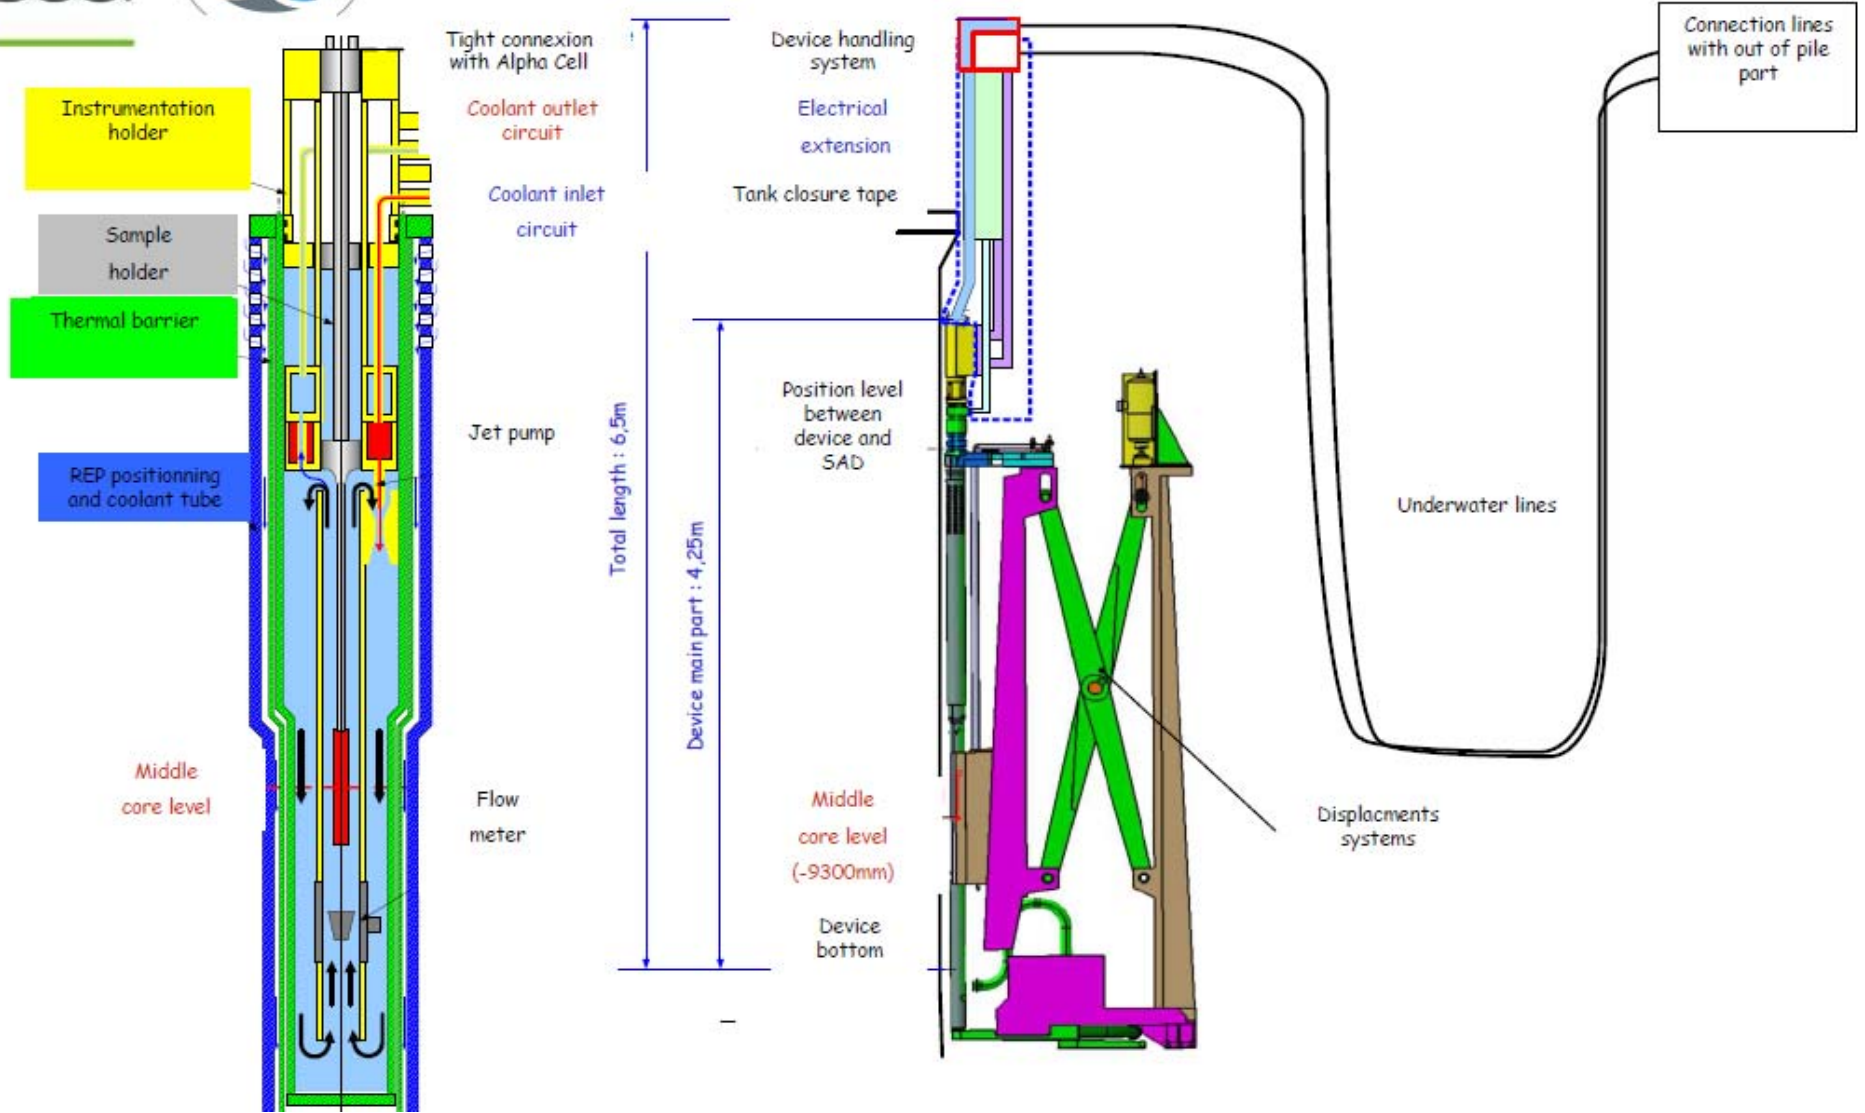 Tight connexion
with Alpha Cell
Instrumentation
holder
Coolant outlet
circuit
Coolant inlet
circuit
Sample
holder
Thermal barrier
Jet pump
REP positionning
and coolant tube
Middle
core level
Flow
meter
Total length : 6,5m
Device main part : 4,25m
Device handling
system
Electrical
extension
Tank closure tape
Position level
between
device and
SAD
Middle
core level
(-9300mm)
Device
bottom
Connection lines
with out of pile
part
Underwater lines
Displacments
systems